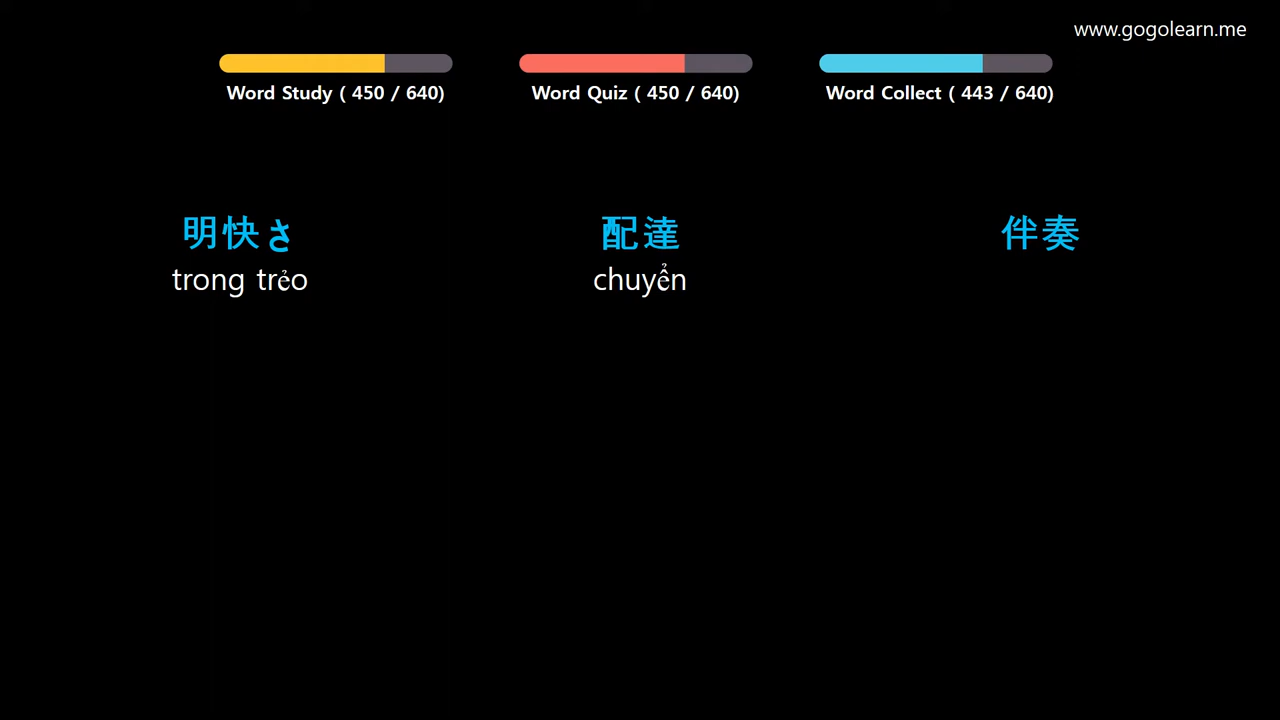 www.gogolearn.me
Word Study ( 450 / 640)
Word Quiz ( 450 / 640)
Word Collect ( 443 / 640)
明快さ
配達
伴奏
trong trẻo
chuyển